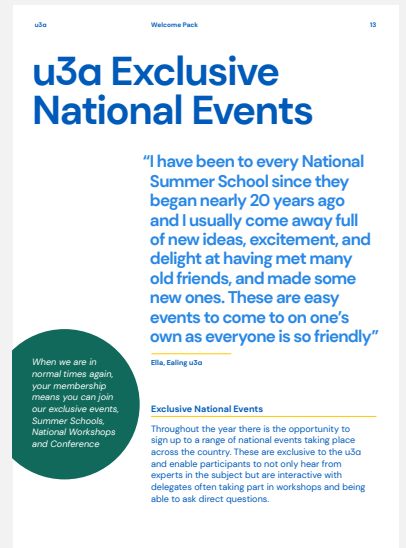 u3a
Welcome Pack
13
u3a Exclusive
National Events
“I have been to every National
Summer School since they
began nearly 20 years ago
and I usually come away full
of new ideas, excitement, and
delight at having met many
old friends, and made some
new ones. These are easy
events to come to on one’s
own as everyone is so friendly”
Ella, Ealing u3a
When we are in
normal times again,
your membership
means you can join
our exclusive events,
Summer Schools,
National Workshops
and Conference
Exclusive National Events
Throughout the year there is the opportunity to
sign up to a range of national events taking place
across the country. These are exclusive to the u3a
and enable participants to not only hear from
experts in the subject but are interactive with
delegates often taking part in workshops and being
able to ask direct questions.